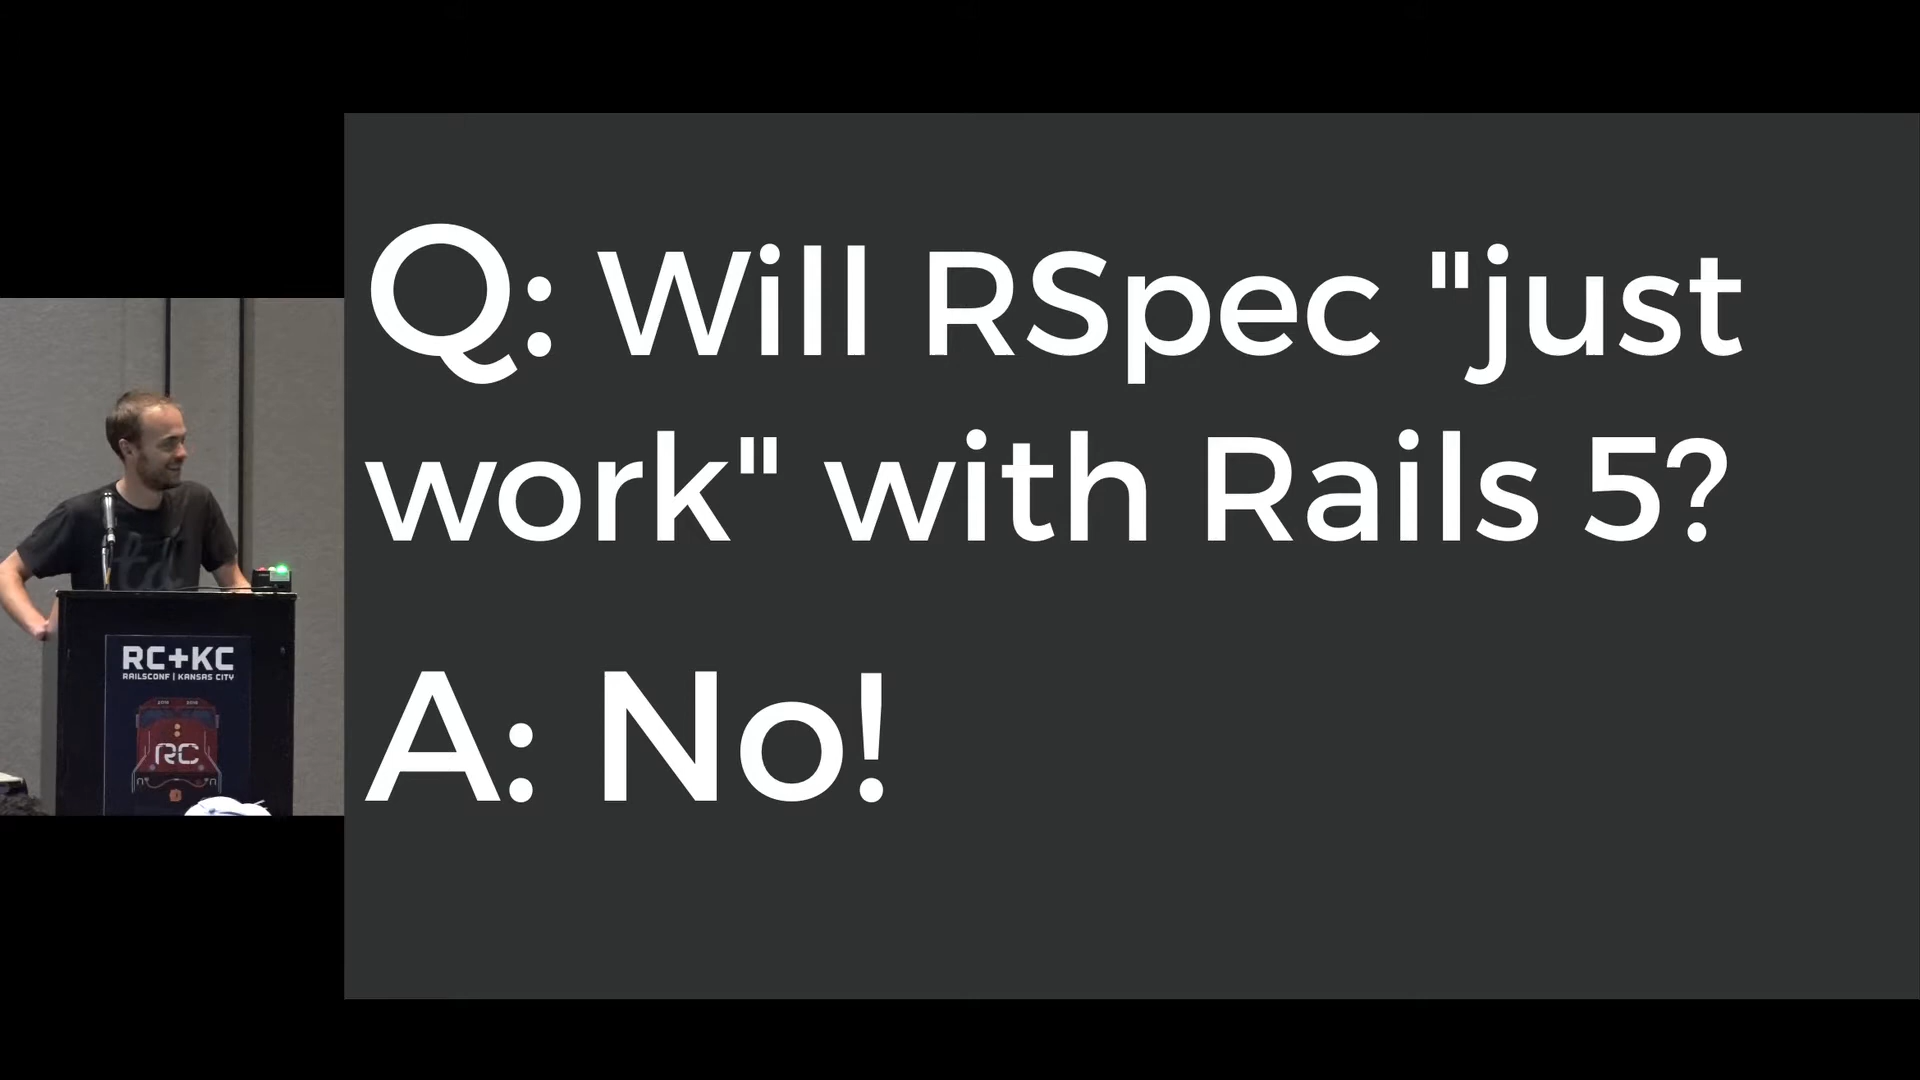 Q: Will RSpec "just
work" with Rails 5?
A: No!
RC+KC
RAILSCONF | KANSAS CITY
RC